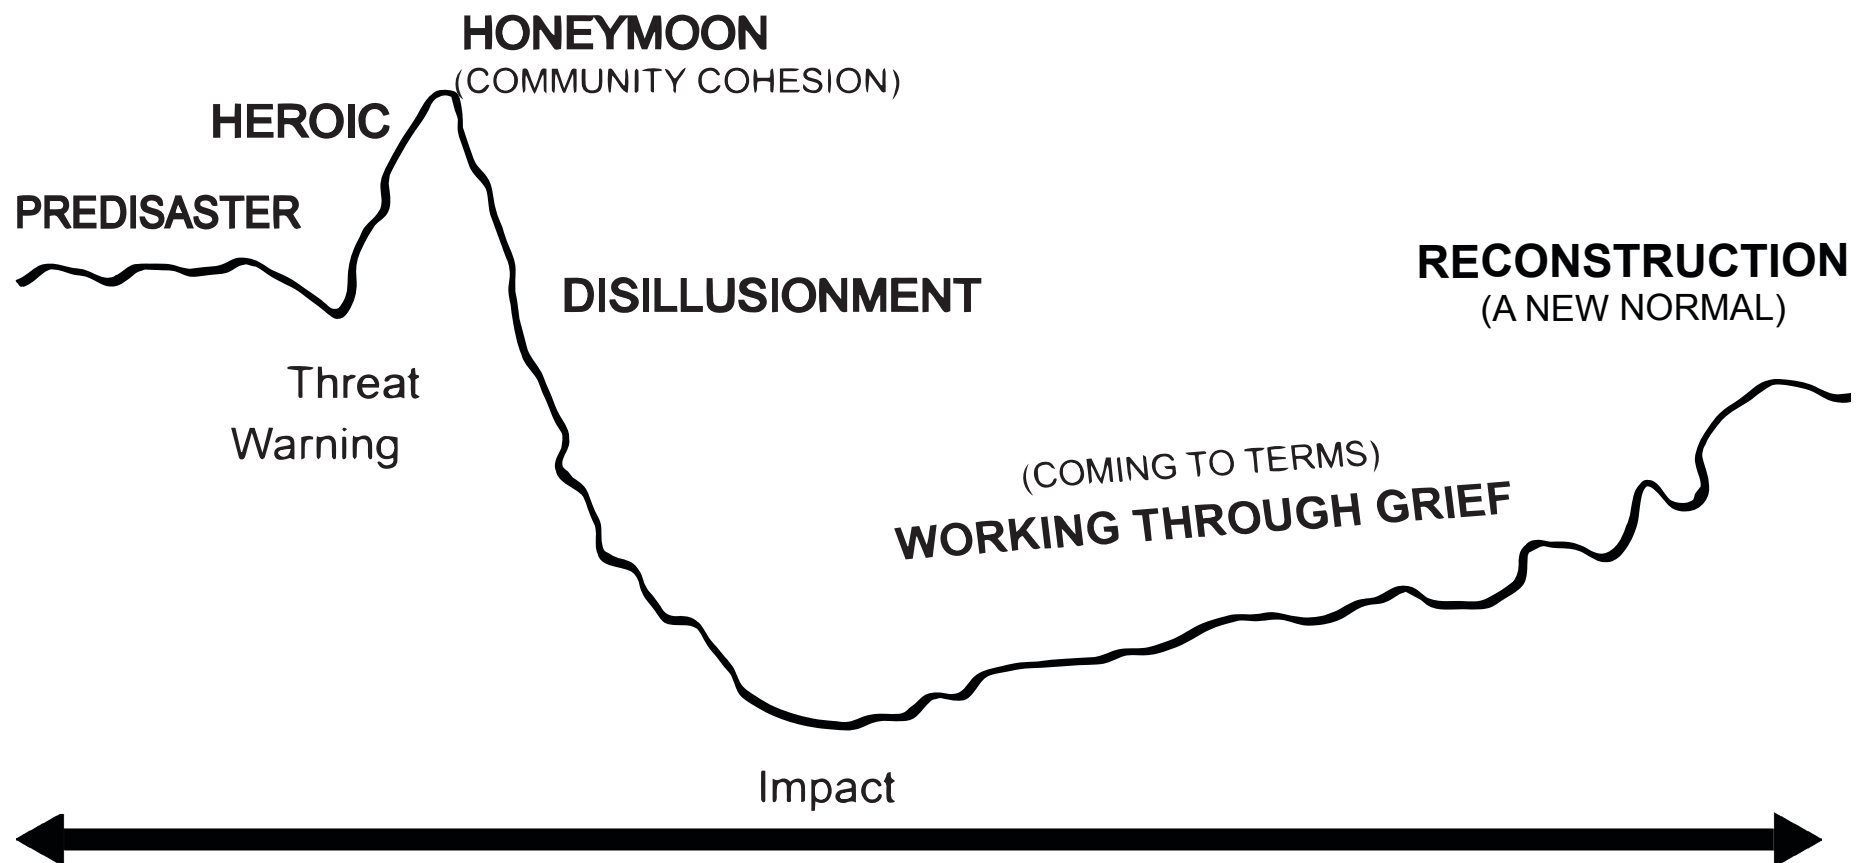 HONEYMOON
(COMMUNITY COHESION)
HEROIC
PREDISASTER
DISILLUSIONMENT
RECONSTRUCTION
(A NEW NORMAL)
Threat
Warning
(COMING TO TERMS)
WORKING THROUGH GRIEF
Impact